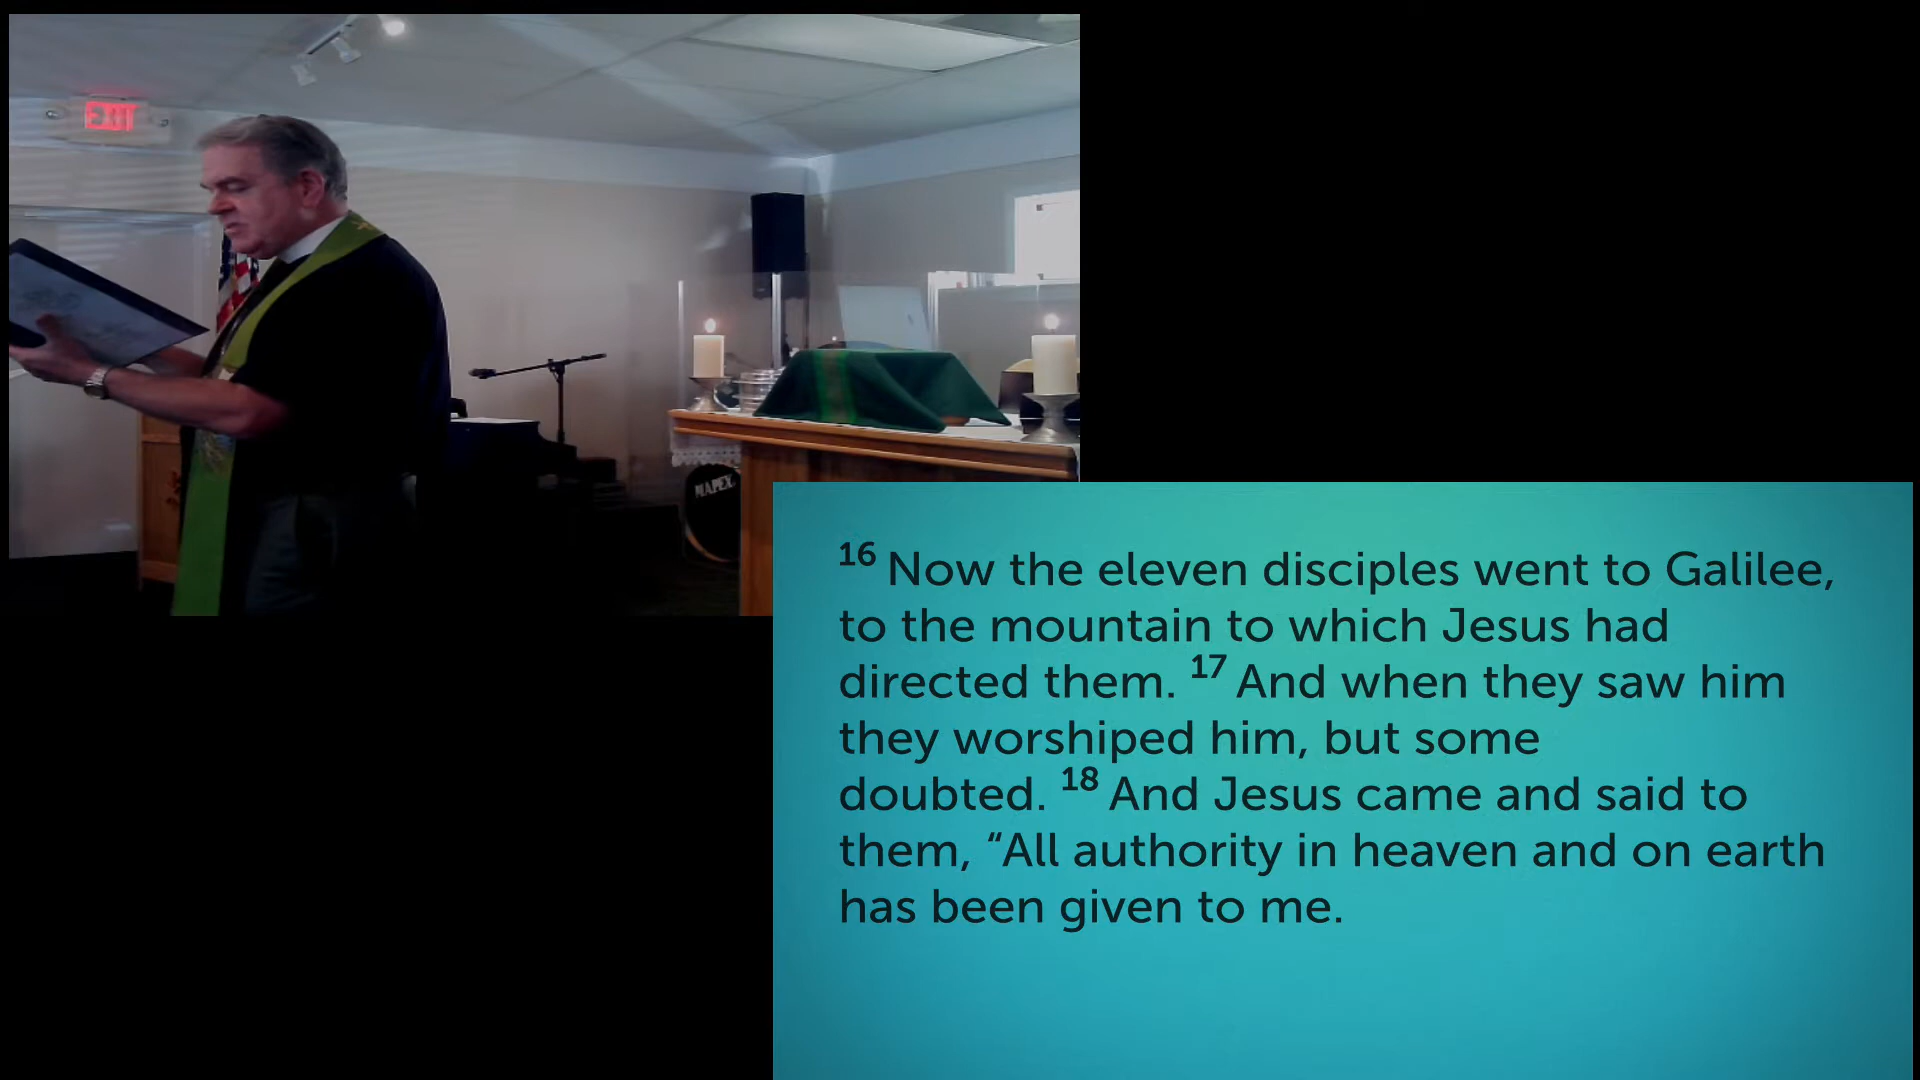 EXIT
MAPEX
16 Now the eleven disciples went to Galilee,
to the mountain to which Jesus had
directed them. 17 And when they saw him
they worshiped him, but some
doubted. 18 And Jesus came and said to
them, “All authority in heaven and on earth
has been given to me.